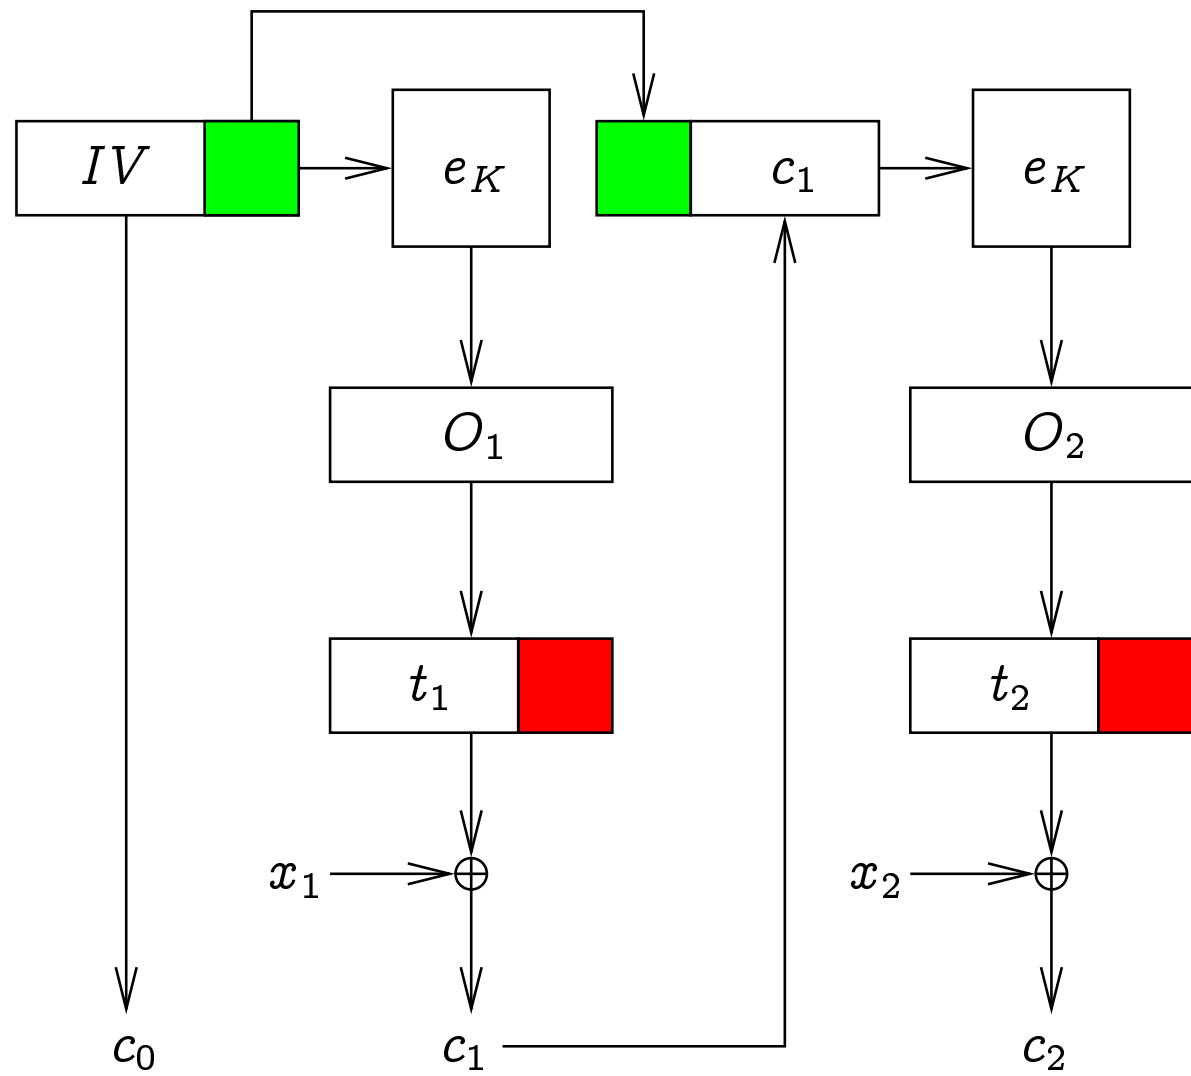 IV e_K c_1 e_K
O_1 O_2
t_1 t_2
x_1 ⊕ x_2 ⊕
c_0 c_1 c_2